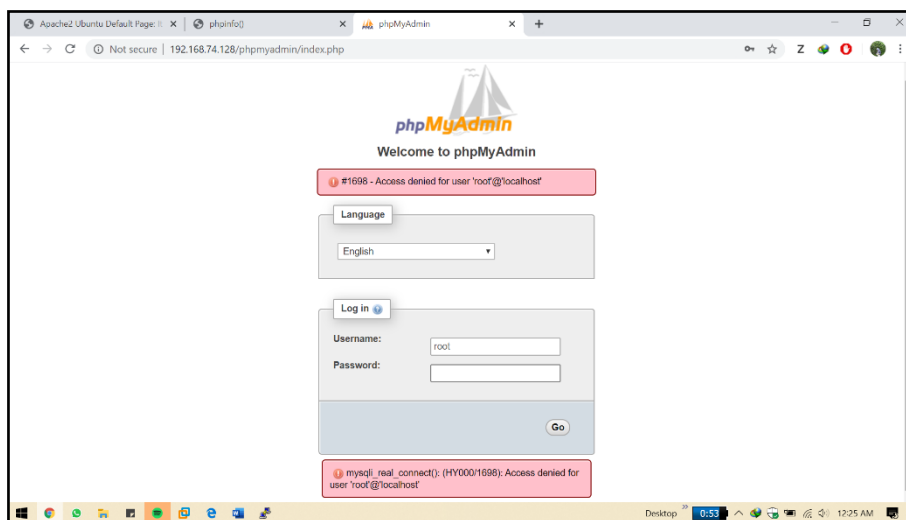 Apache2 Ubuntu Default Page: It
phpinfo()
phpMyAdmin
Not secure | 192.168.74.128/phpmyadmin/index.php
Z
phpMyAdmin
Welcome to phpMyAdmin
#1698 - Access denied for user 'root'@'localhost'
Language
English
Log in
Username:
root
Password:
Go
mysqli_real_connect(): (HY000/1698): Access denied for
user 'root'@'localhost'
Desktop
0:53
12:25 AM